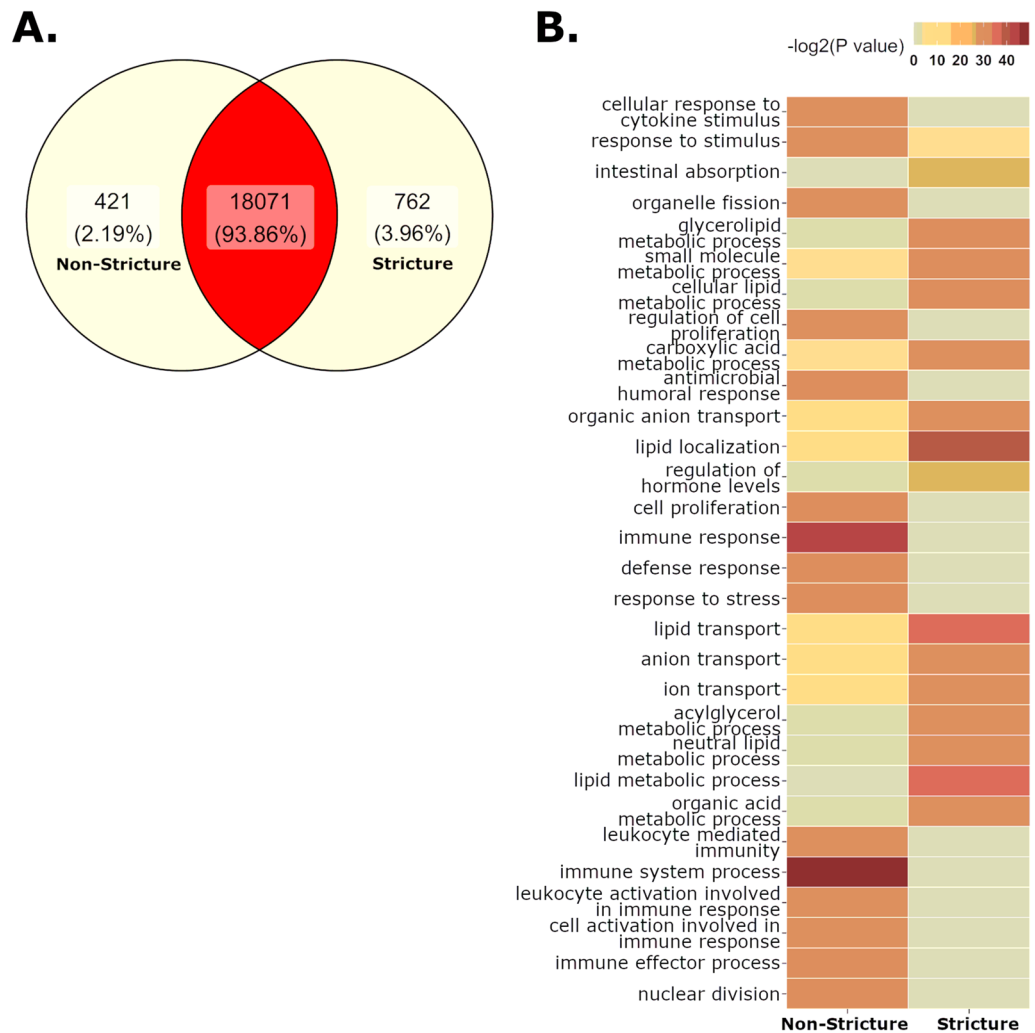 A.
421
(2.19%)
Non-Stricture
18071
(93.86%)
762
(3.96%)
Stricture
B.
-log2(P value)
0 10 20 30 40
cellular response to
cytokine stimulus
response to stimulus
intestinal absorption
organelle fission
glycerolipid
metabolic process
small molecule
metabolic process
cellular lipid
metabolic process
regulation of cell
proliferation
carboxylic acid
metabolic process
antimicrobial
humoral response
organic anion transport
lipid localization
regulation of
hormone levels
cell proliferation
immune response
defense response
response to stress
lipid transport
anion transport
ion transport
acylglycerol
metabolic process
neutral lipid
metabolic process
lipid metabolic process
organic acid
metabolic process
leukocyte mediated
immunity
immune system process
leukocyte activation involved
in immune response
cell activation involved in
immune response
immune effector process
nuclear division
Non-Stricture Stricture